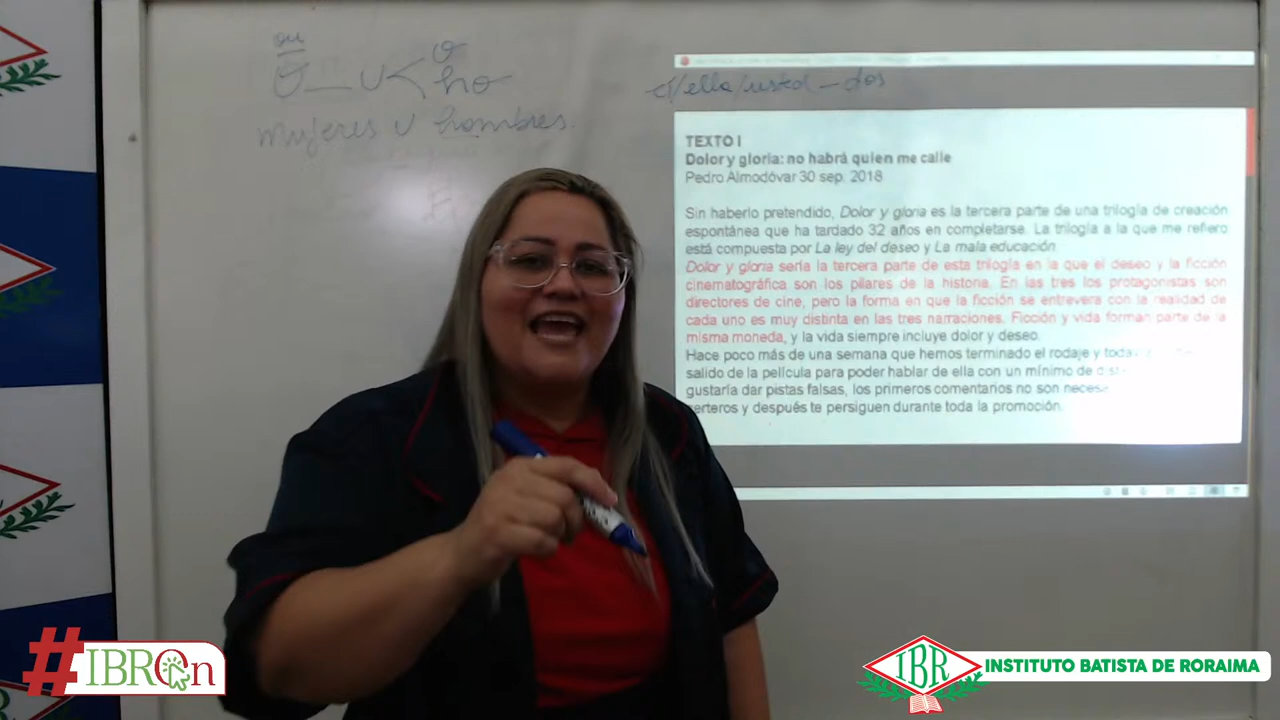 ou
O — u < o
ho
mujeres u hombres.
el/ella/usted – los
TEXTO I
Dolor y gloria: no habrá quien me calle
Pedro Almodóvar 30 sep. 2018
Sin haberlo pretendido, Dolor y gloria es la tercera parte de una trilogía de creación
espontánea que ha tardado 32 años en completarse. La trilogía a la que me refiero
está compuesta por La ley del deseo y La mala educación.
Dolor y gloria sería la tercera parte de esta trilogía en la que el deseo y la ficción
cinematográfica son los pilares de la historia. En las tres los protagonistas son
directores de cine, pero la forma en que la ficción se entrevera con la realidad de
cada uno es muy distinta en las tres narraciones. Ficción y vida forman parte de la
misma moneda, y la vida siempre incluye dolor y deseo.
Hace poco más de una semana que hemos terminado el rodaje y
salido de la película para poder hablar de ella con un mínimo de
gustaría dar pistas falsas, los primeros comentarios no son
certeros y después te persiguen durante toda la promoción.
#IBROn
IBR
INSTITUTO BATISTA DE RORAIMA